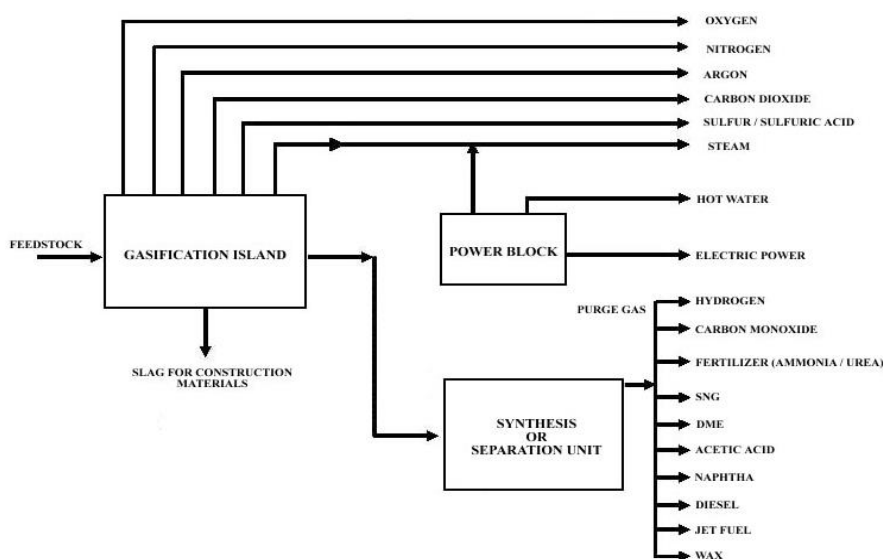 OXYGEN
NITROGEN
ARGON
CARBON DIOXIDE
SULFUR / SULFURIC ACID
STEAM
HOT WATER
FEEDSTOCK
GASIFICATION ISLAND
POWER BLOCK
ELECTRIC POWER
PURGE GAS
HYDROGEN
CARBON MONOXIDE
FERTILIZER (AMMONIA / UREA)
SLAG FOR CONSTRUCTION
MATERIALS
SNG
SYNTHESIS
OR
SEPARATION UNIT
DME
ACETIC ACID
NAPHTHA
DIESEL
JET FUEL
WAX